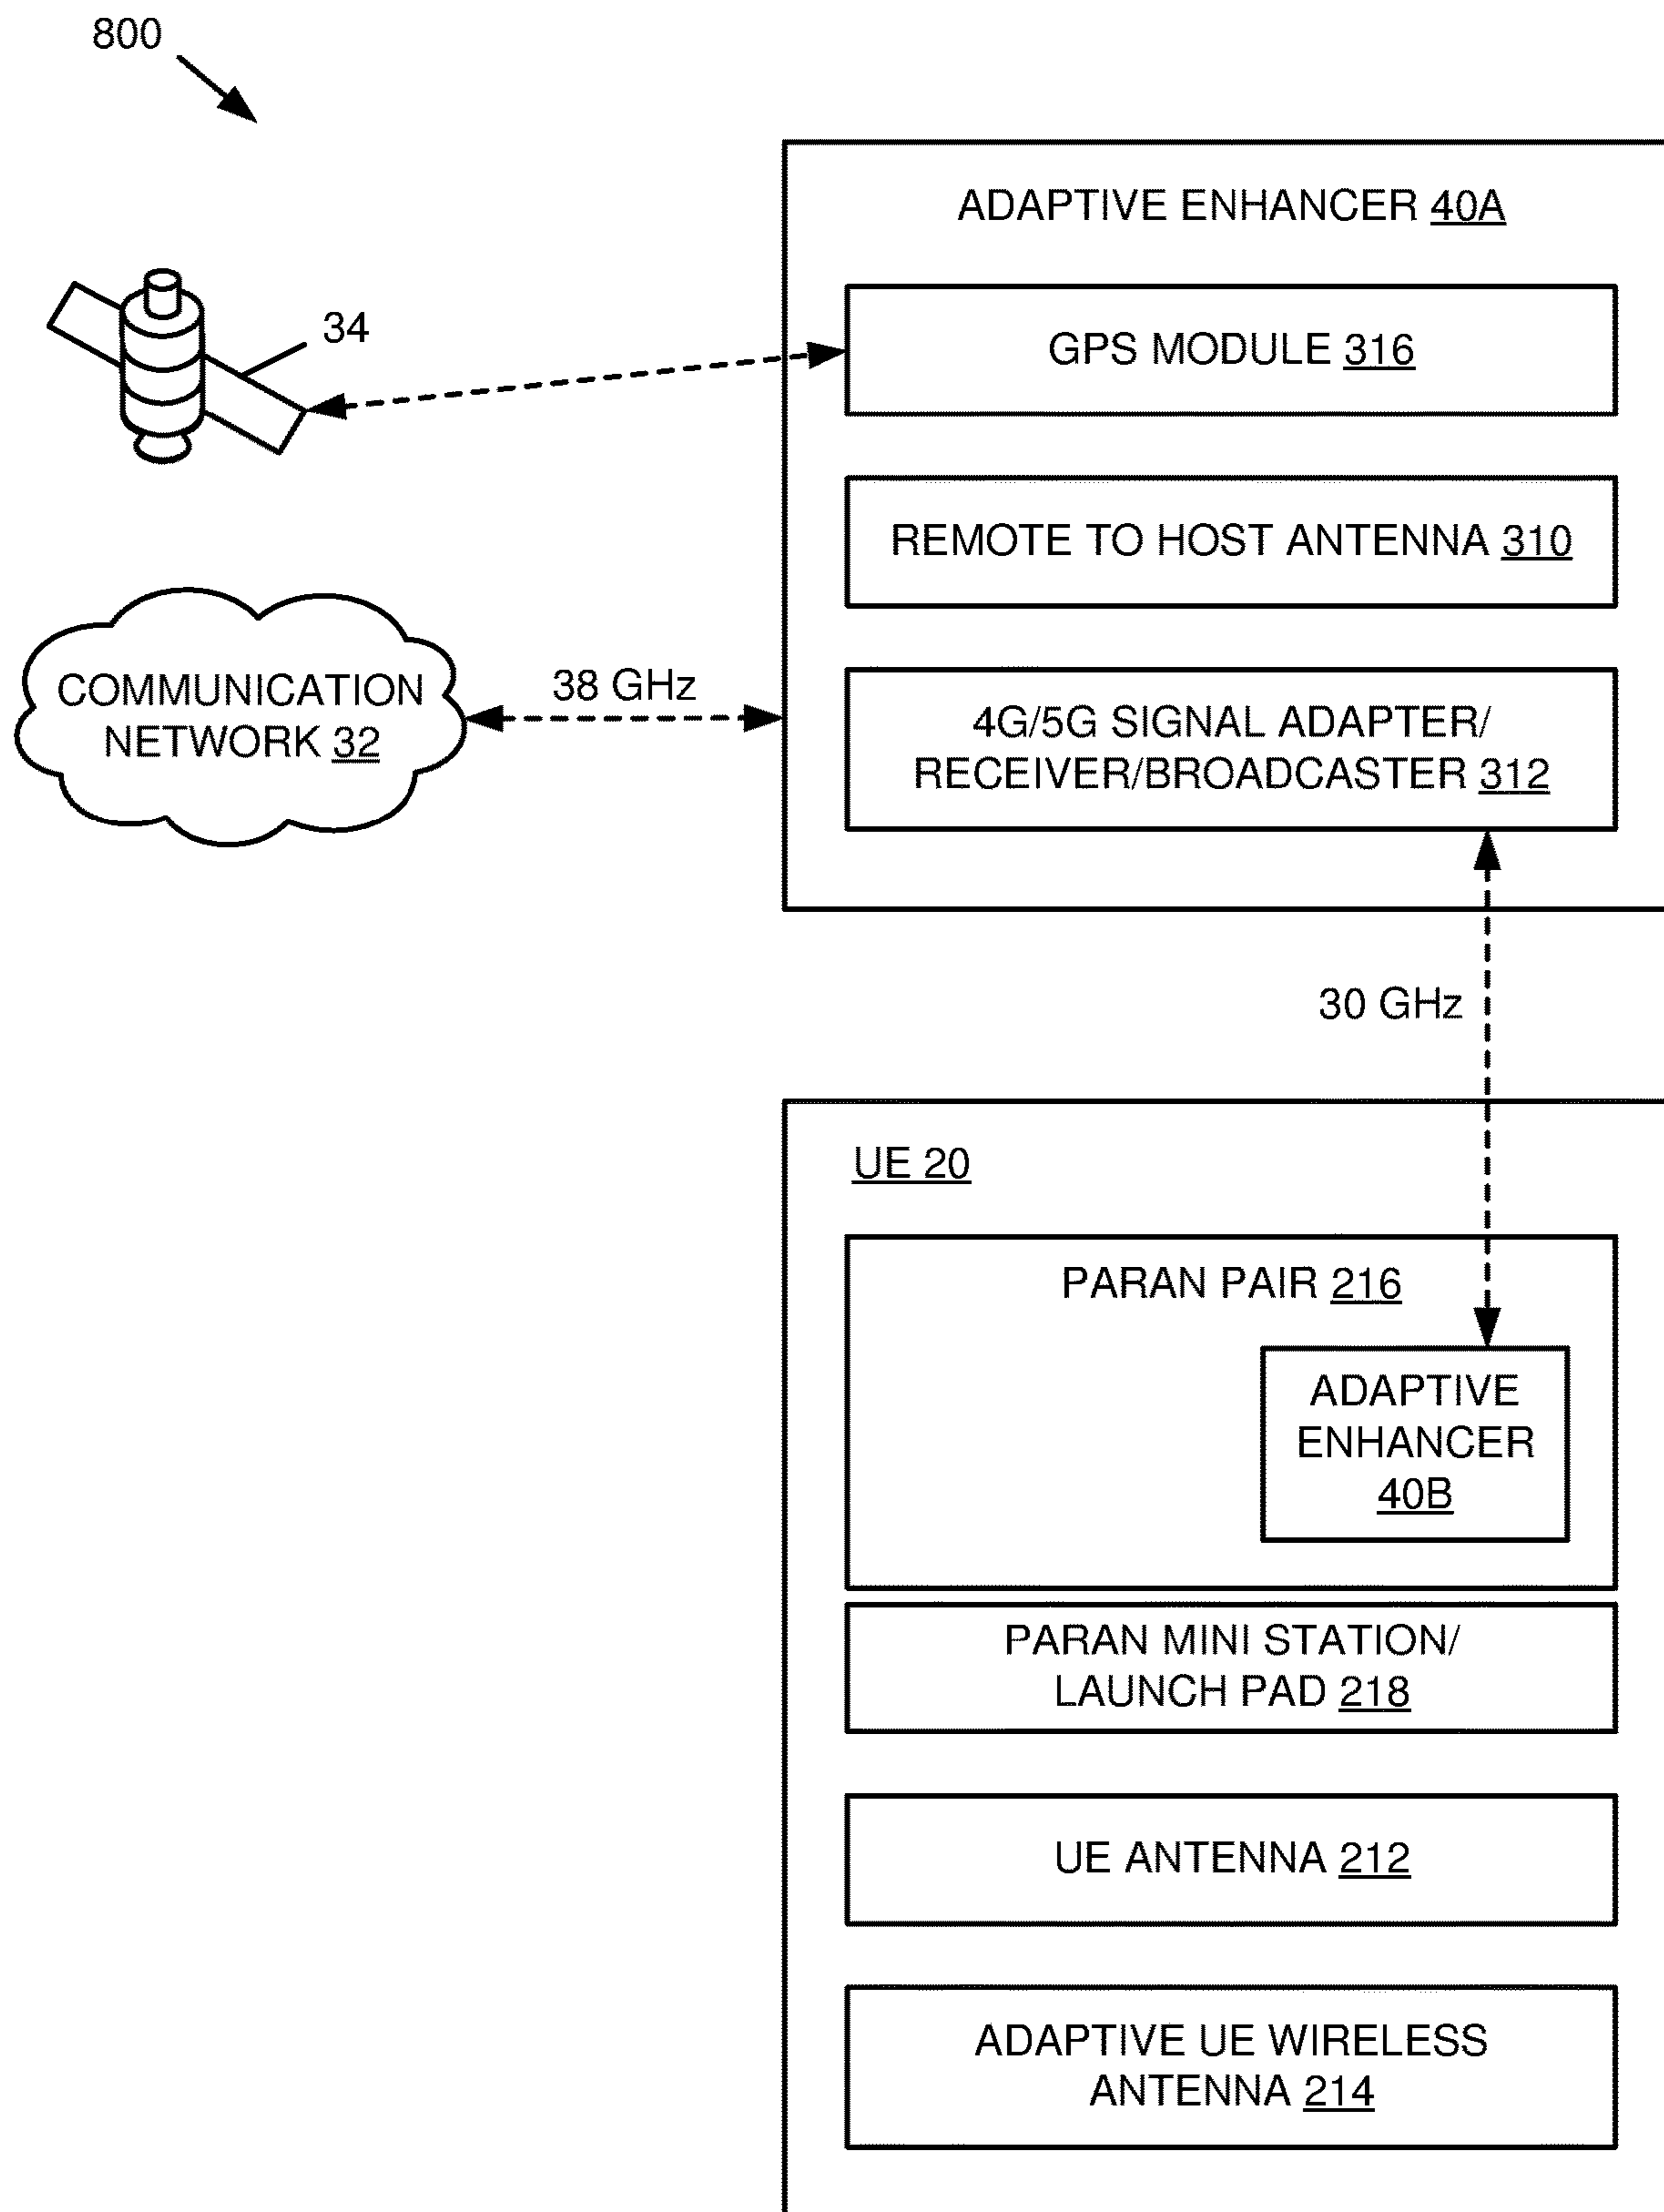 800
ADAPTIVE ENHANCER 40A
GPS MODULE 316
34
REMOTE TO HOST ANTENNA 310
COMMUNICATION
NETWORK 32
38 GHz
4G/5G SIGNAL ADAPTER/
RECEIVER/BROADCASTER 312
30 GHz
UE 20
PARAN PAIR 216
ADAPTIVE
ENHANCER
40B
PARAN MINI STATION/
LAUNCH PAD 218
UE ANTENNA 212
ADAPTIVE UE WIRELESS
ANTENNA 214